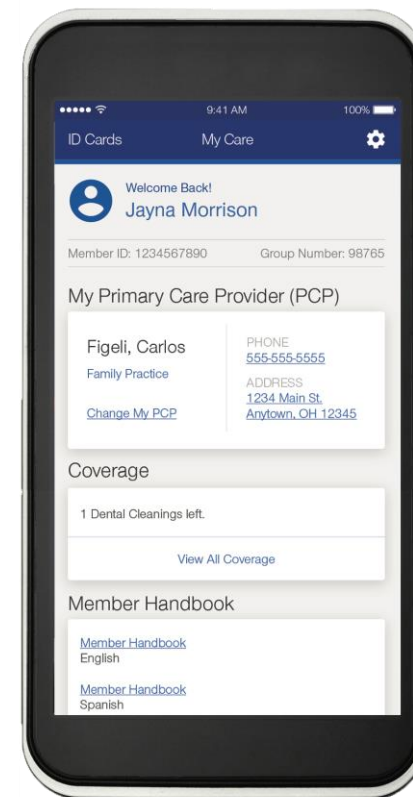 9:41 AM
100%
ID Cards
My Care
Welcome Back!
Jayna Morrison
Member ID: 1234567890
Group Number: 98765
My Primary Care Provider (PCP)
Figeli, Carlos
Family Practice
Change My PCP
PHONE
555-555-5555
ADDRESS
1234 Main St.
Anytown, OH 12345
Coverage
1 Dental Cleanings left.
View All Coverage
Member Handbook
Member Handbook
English
Member Handbook
Spanish